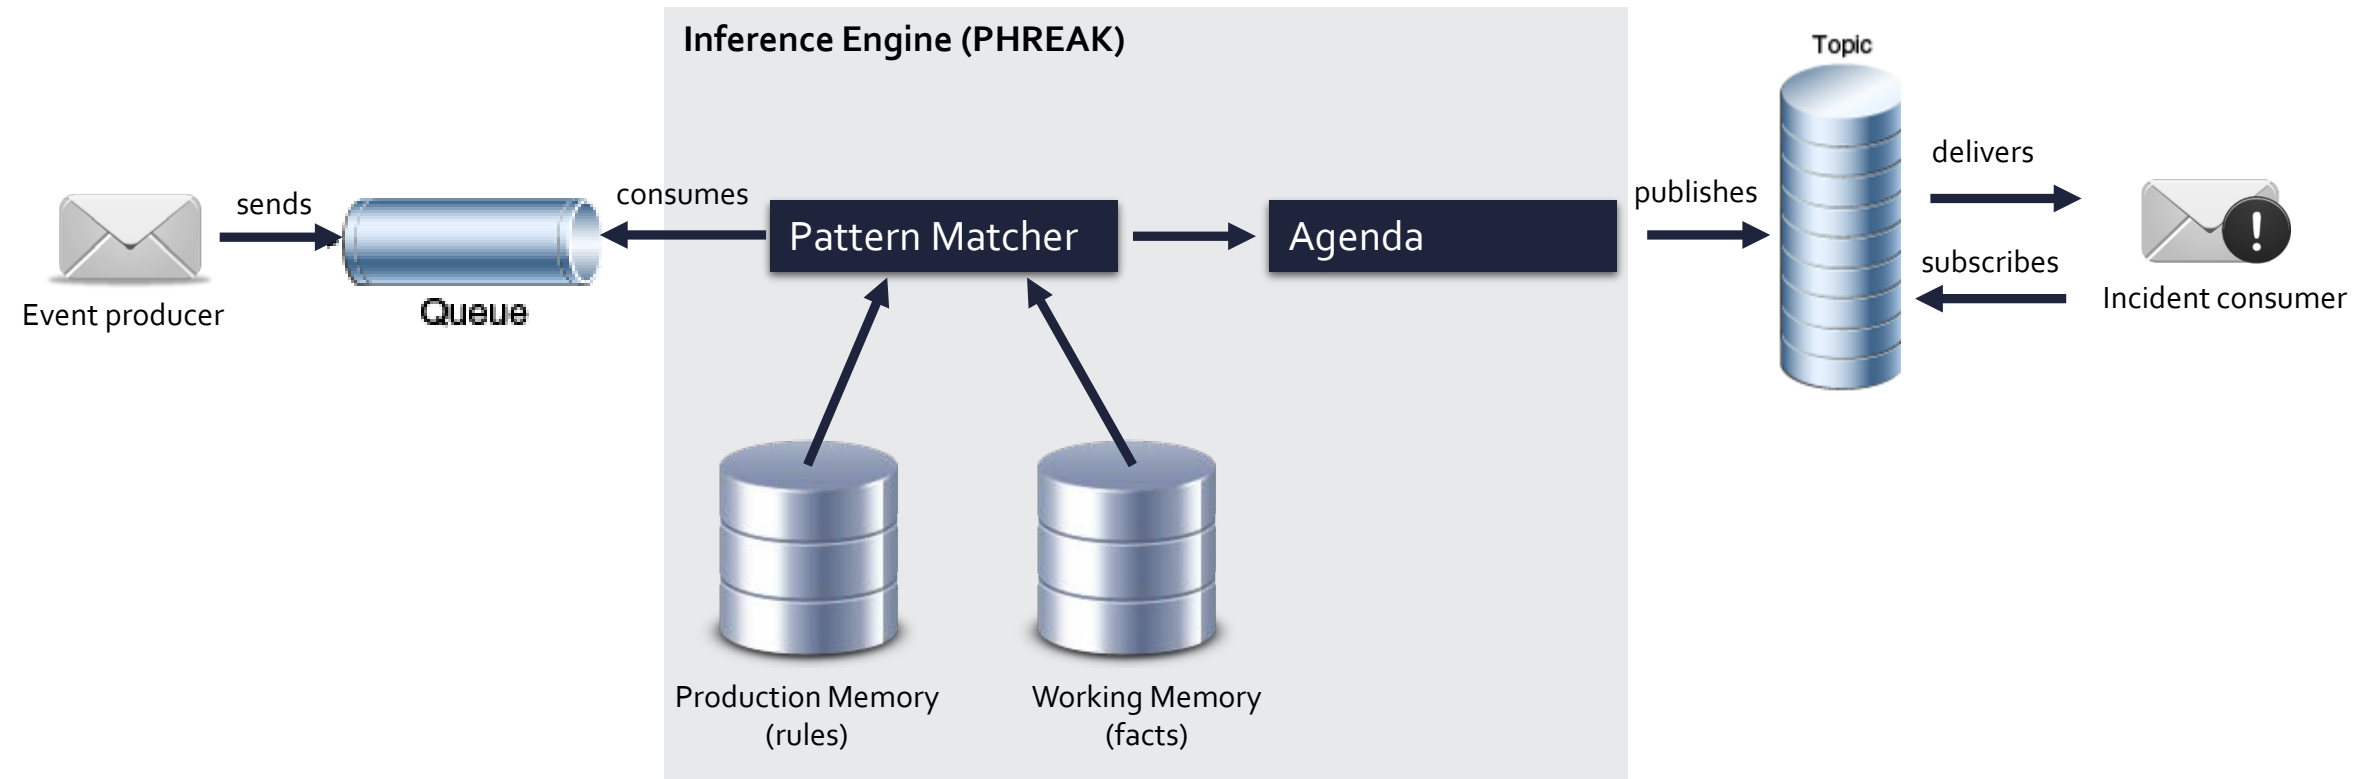 Inference Engine (PHREAK)
Topic
delivers
sends
consumes
publishes
Pattern Matcher
Agenda
subscribes
Event producer
Queue
Incident consumer
Production Memory
(rules)
Working Memory
(facts)